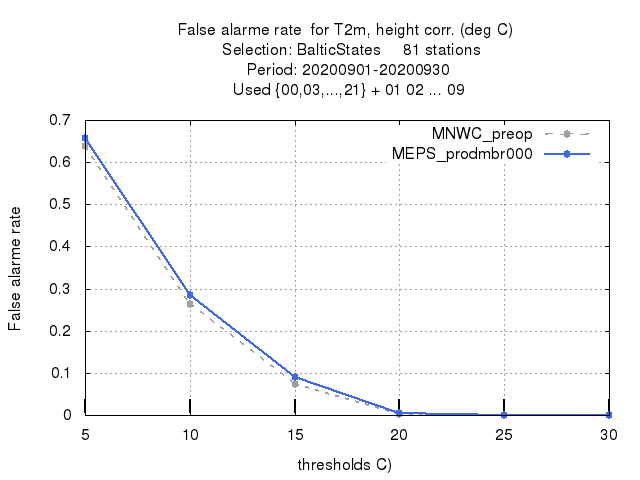 False alarme rate  for T2m, height corr. (deg C)
Selection: BalticStates     81 stations
Period: 20200901-20200930
Used {00,03,...,21} + 01 02 ... 09
MNWC_preop
MEPS_prodmbr000
False alarme rate
0.7
0.6
0.5
0.4
0.3
0.2
0.1
0
5 10 15 20 25 30
thresholds C)